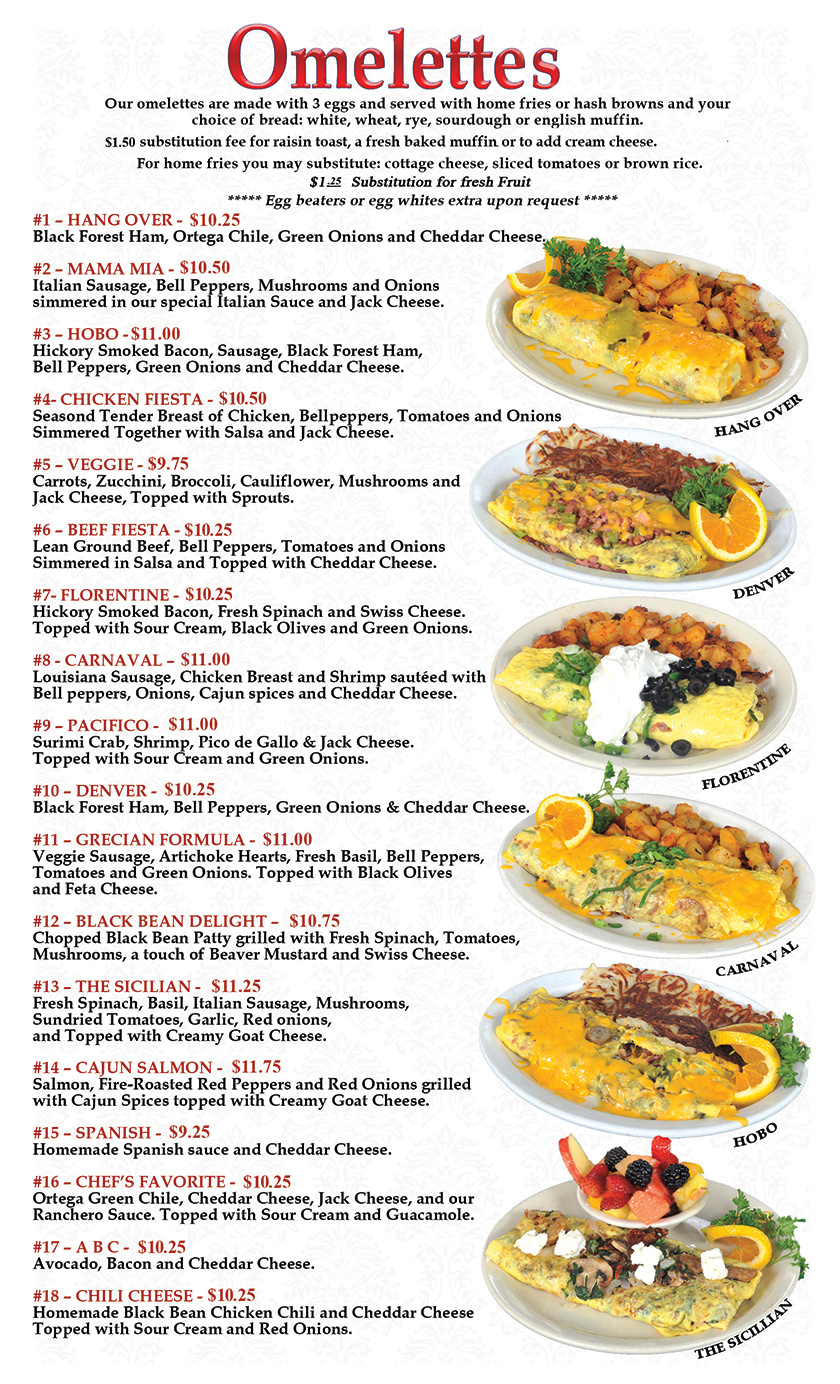 Omelettes
Our omelettes are made with 3 eggs and served with home fries or hash browns and your
choice of bread: white, wheat, rye, sourdough or english muffin.
$1.50 substitution fee for raisin toast, a fresh baked muffin or to add cream cheese.
For home fries you may substitute: cottage cheese, sliced tomatoes or brown rice.
$1.25 Substitution for fresh Fruit
***** Egg beaters or egg whites extra upon request *****
#1 – HANG OVER - $10.25
Black Forest Ham, Ortega Chile, Green Onions and Cheddar Cheese.
#2 – MAMA MIA - $10.50
Italian Sausage, Bell Peppers, Mushrooms and Onions
simmered in our special Italian Sauce and Jack Cheese.
#3 – HOBO - $11.00
Hickory Smoked Bacon, Sausage, Black Forest Ham,
Bell Peppers, Green Onions and Cheddar Cheese.
#4- CHICKEN FIESTA - $10.50
Seasond Tender Breast of Chicken, Bellpeppers, Tomatoes and Onions
Simmered Together with Salsa and Jack Cheese.
HANG OVER
#5 – VEGGIE - $9.75
Carrots, Zucchini, Broccoli, Cauliflower, Mushrooms and
Jack Cheese, Topped with Sprouts.
#6 – BEEF FIESTA - $10.25
Lean Ground Beef, Bell Peppers, Tomatoes and Onions
Simmered in Salsa and Topped with Cheddar Cheese.
DENVER
#7- FLORENTINE - $10.25
Hickory Smoked Bacon, Fresh Spinach and Swiss Cheese.
Topped with Sour Cream, Black Olives and Green Onions.
#8 - CARNAVAL – $11.00
Louisiana Sausage, Chicken Breast and Shrimp sautéed with
Bell peppers, Onions, Cajun spices and Cheddar Cheese.
#9 – PACIFICO - $11.00
Surimi Crab, Shrimp, Pico de Gallo & Jack Cheese.
Topped with Sour Cream and Green Onions.
FLORENTINE
#10 – DENVER - $10.25
Black Forest Ham, Bell Peppers, Green Onions & Cheddar Cheese.
#11 – GRECIAN FORMULA - $11.00
Veggie Sausage, Artichoke Hearts, Fresh Basil, Bell Peppers,
Tomatoes and Green Onions. Topped with Black Olives
and Feta Cheese.
#12 – BLACK BEAN DELIGHT – $10.75
Chopped Black Bean Patty grilled with Fresh Spinach, Tomatoes,
Mushrooms, a touch of Beaver Mustard and Swiss Cheese.
CARNAVAL
#13 – THE SICILIAN - $11.25
Fresh Spinach, Basil, Italian Sausage, Mushrooms,
Sundried Tomatoes, Garlic, Red onions,
and Topped with Creamy Goat Cheese.
#14 – CAJUN SALMON - $11.75
Salmon, Fire-Roasted Red Peppers and Red Onions grilled
with Cajun Spices topped with Creamy Goat Cheese.
#15 – SPANISH - $9.25
Homemade Spanish sauce and Cheddar Cheese.
HOBO
#16 – CHEF'S FAVORITE - $10.25
Ortega Green Chile, Cheddar Cheese, Jack Cheese, and our
Ranchero Sauce. Topped with Sour Cream and Guacamole.
#17 – A B C - $10.25
Avocado, Bacon and Cheddar Cheese.
#18 – CHILI CHEESE - $10.25
Homemade Black Bean Chicken Chili and Cheddar Cheese
Topped with Sour Cream and Red Onions.
THE SICILLIAN